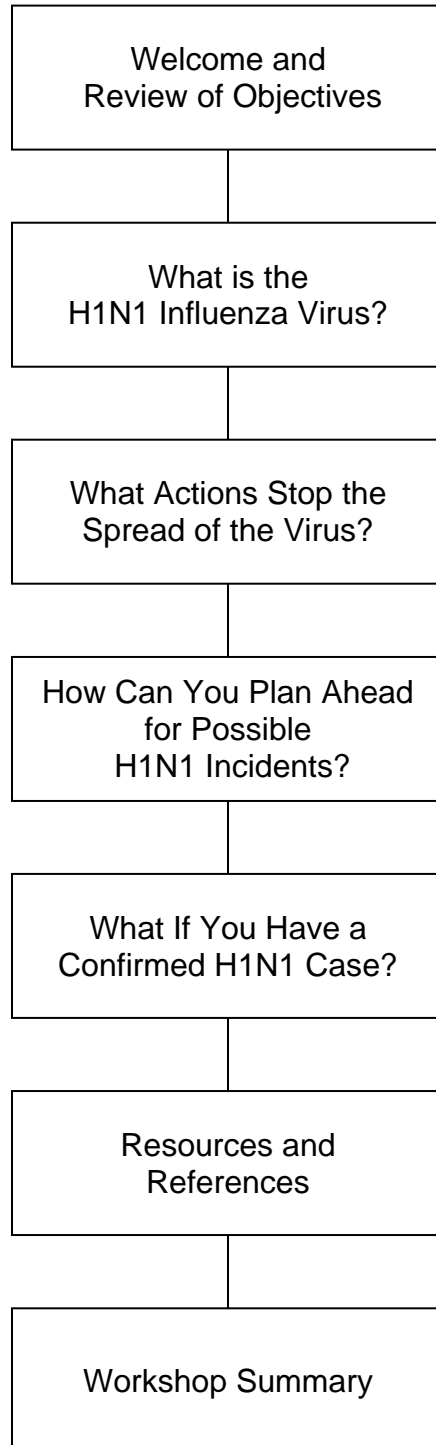 Welcome and
Review of Objectives
What is the
H1N1 Influenza Virus?
What Actions Stop the
Spread of the Virus?
How Can You Plan Ahead
for Possible
H1N1 Incidents?
What If You Have a
Confirmed H1N1 Case?
Resources and
References
Workshop Summary